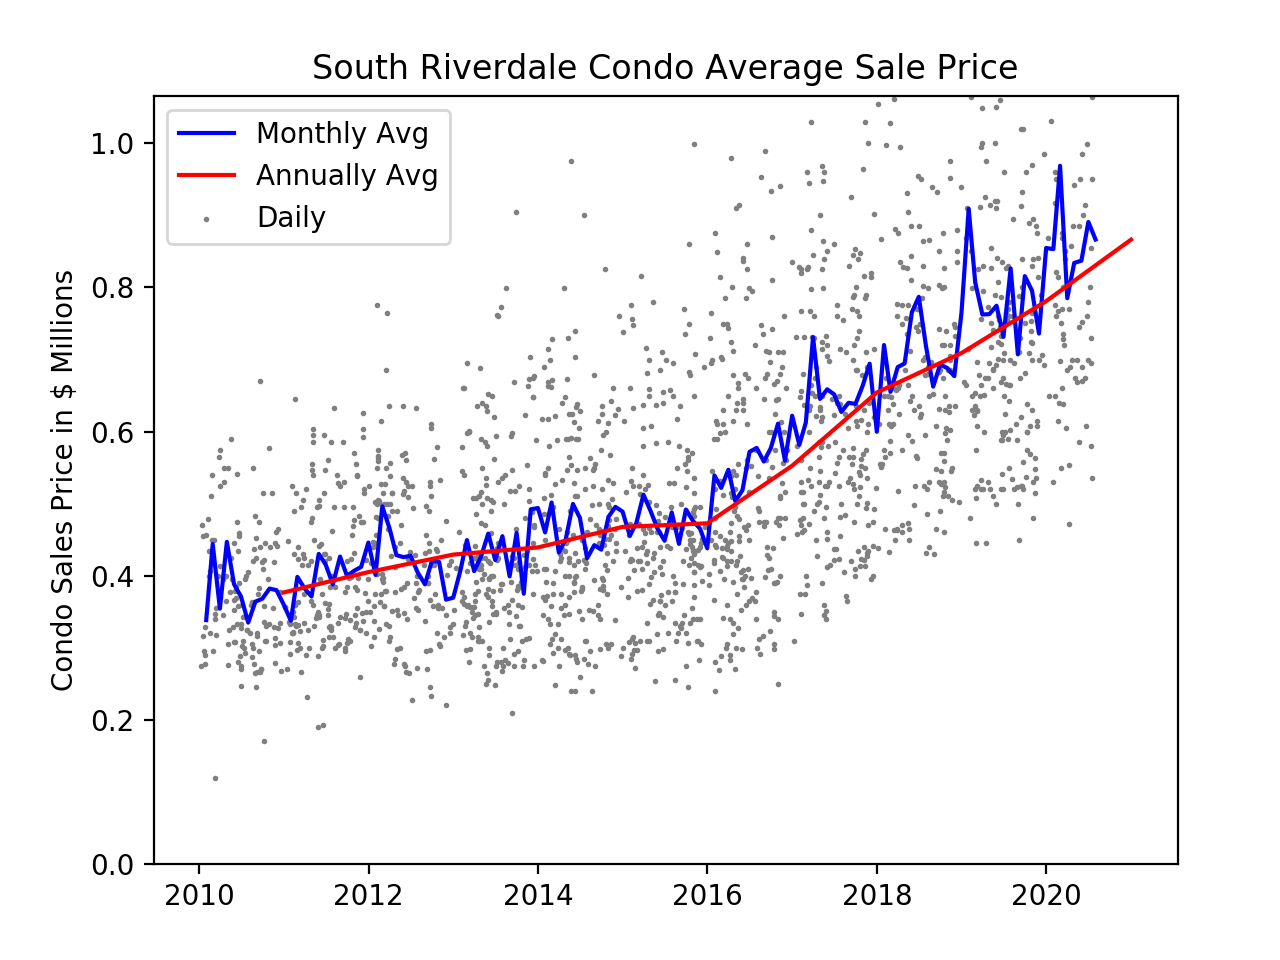 South Riverdale Condo Average Sale Price
Monthly Avg
Annually Avg
Daily
Condo Sales Price in $ Millions
1.0
0.8
0.6
0.4
0.2
0.0
2010 2012 2014 2016 2018 2020